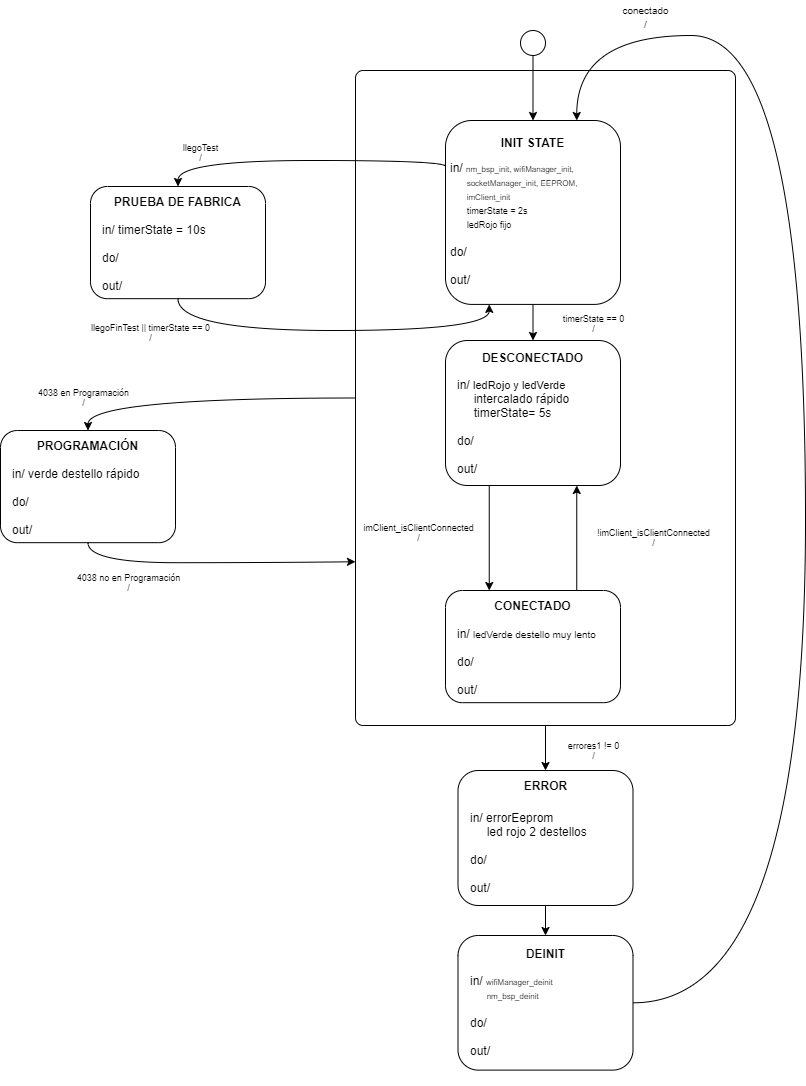 conectado
/
INIT STATE
in/ nm_bsp_init, wifiManager_init,
socketManager_init, EEPROM,
imClient_init
timerState = 2s
ledRojo fijo
do/
out/
llegoTest
/
PRUEBA DE FABRICA
in/ timerState = 10s
do/
out/
llegoFinTest || timerState == 0
/
timerState == 0
/
DESCONECTADO
in/ ledRojo y ledVerde
intercalado rápido
timerState= 5s
do/
out/
4038 en Programación
/
PROGRAMACIÓN
in/ verde destello rápido
do/
out/
4038 no en Programación
/
imClient_isClientConnected
/
!imClient_isClientConnected
/
CONECTADO
in/ ledVerde destello muy lento
do/
out/
errores1 != 0
/
ERROR
in/ errorEeprom
led rojo 2 destellos
do/
out/
DEINIT
in/ wifiManager_deinit
nm_bsp_deinit
do/
out/